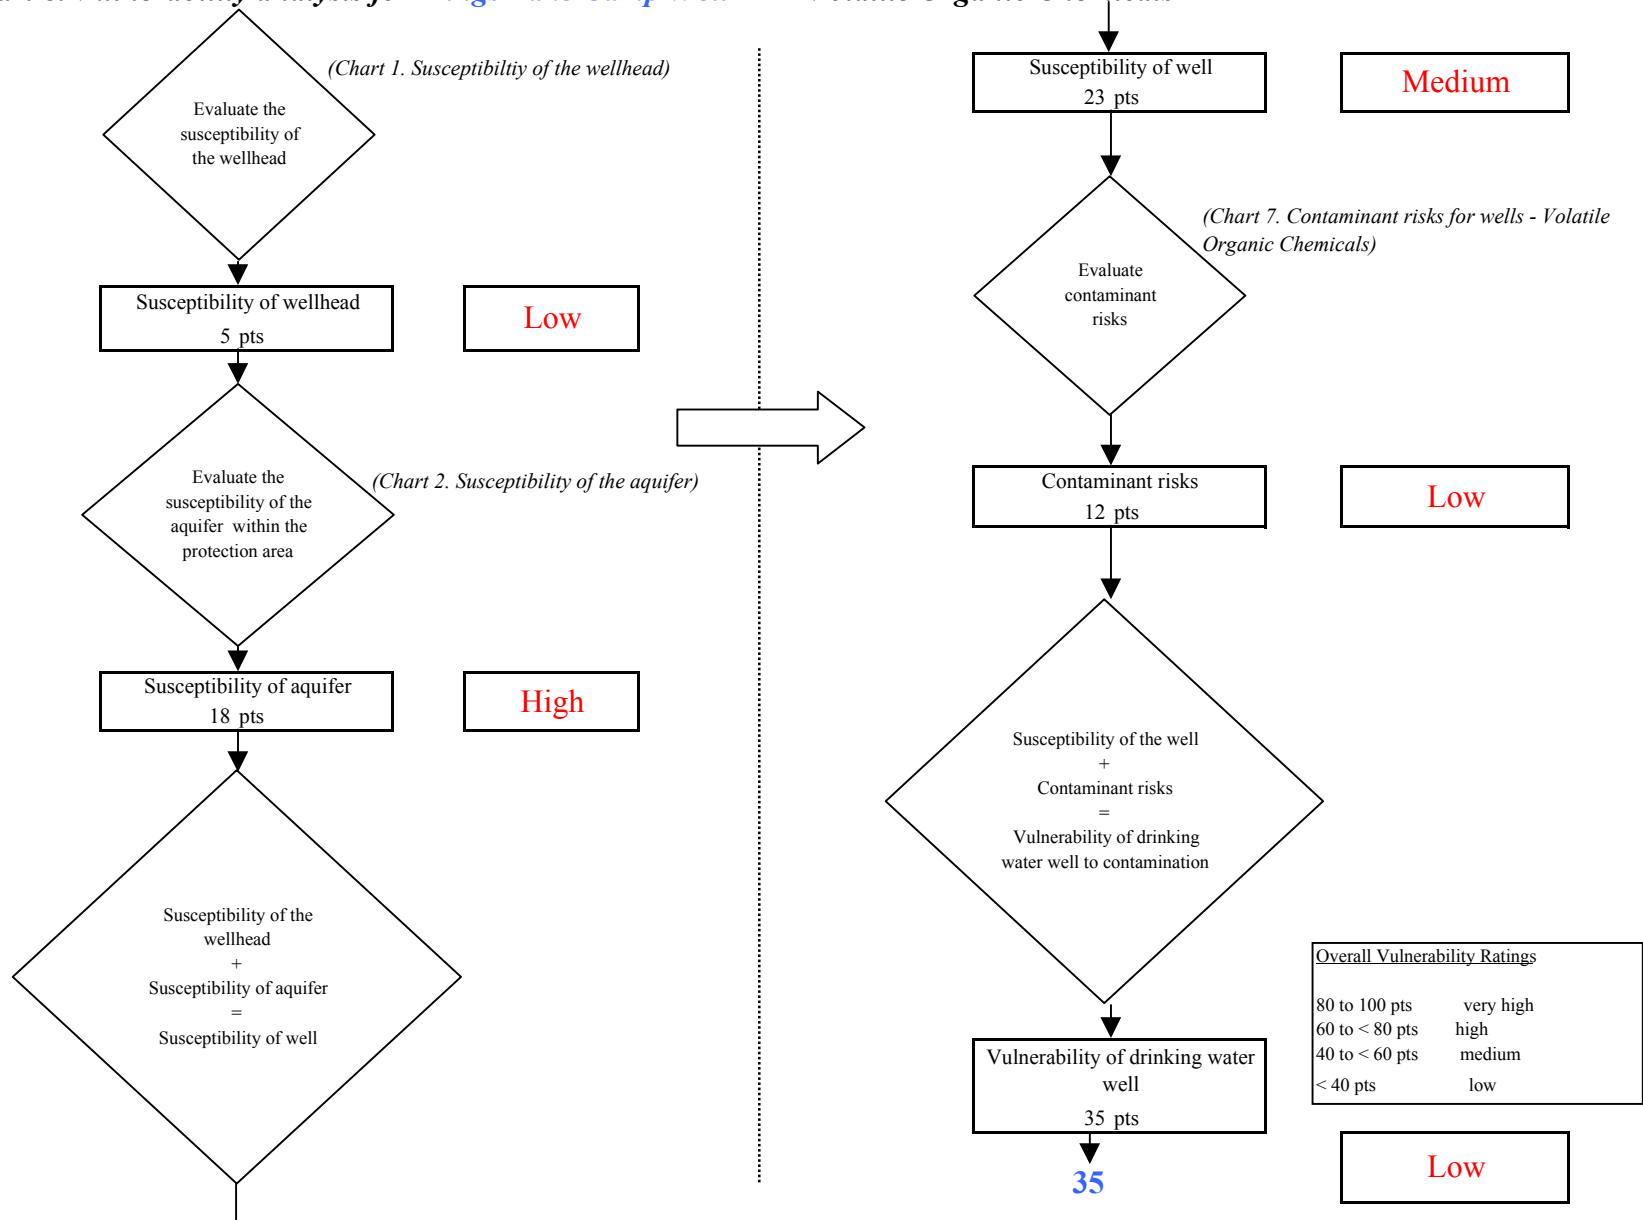 (Chart 1. Susceptibiltiy of the wellhead)
Evaluate the
susceptibility of
the wellhead
Susceptibility of wellhead
5 pts
Low
Evaluate the
susceptibility of the
aquifer within the
protection area
(Chart 2. Susceptibility of the aquifer)
Susceptibility of aquifer
18 pts
High
Susceptibility of the
wellhead
+
Susceptibility of aquifer
=
Susceptibility of well
Susceptibility of well
23 pts
Medium
(Chart 7. Contaminant risks for wells - Volatile
Organic Chemicals)
Evaluate
contaminant
risks
Contaminant risks
12 pts
Low
Susceptibility of the well
+
Contaminant risks
=
Vulnerability of drinking
water well to contamination
Vulnerability of drinking water
well
35 pts
35
Overall Vulnerability Ratings
80 to 100 pts very high
60 to < 80 pts high
40 to < 60 pts medium
< 40 pts low
Low